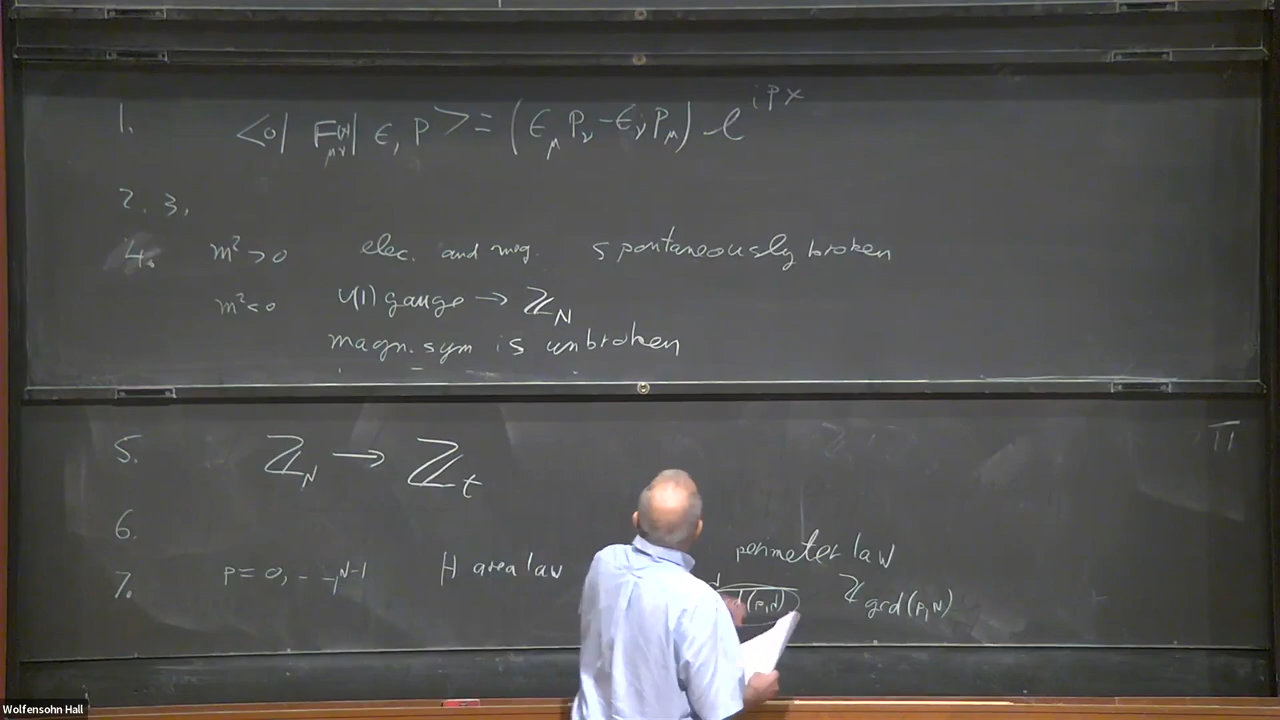 1. <0| F_{μν}^{(N)} | ε, P > = (ε_μ P_ν - ε_ν P_μ) e^{iPx}
2. 3.
4. m² > 0 elec. and mag. spontaneously broken
m² < 0 U(1) gauge → ℤ_N
magn. sym is unbroken
5. ℤ_N → ℤ_t
6.
perimeter law
7. p = 0, - - , N-1 H area law (p,N) ℤ_{gcd(p,N)}
π
Wolfensohn Hall